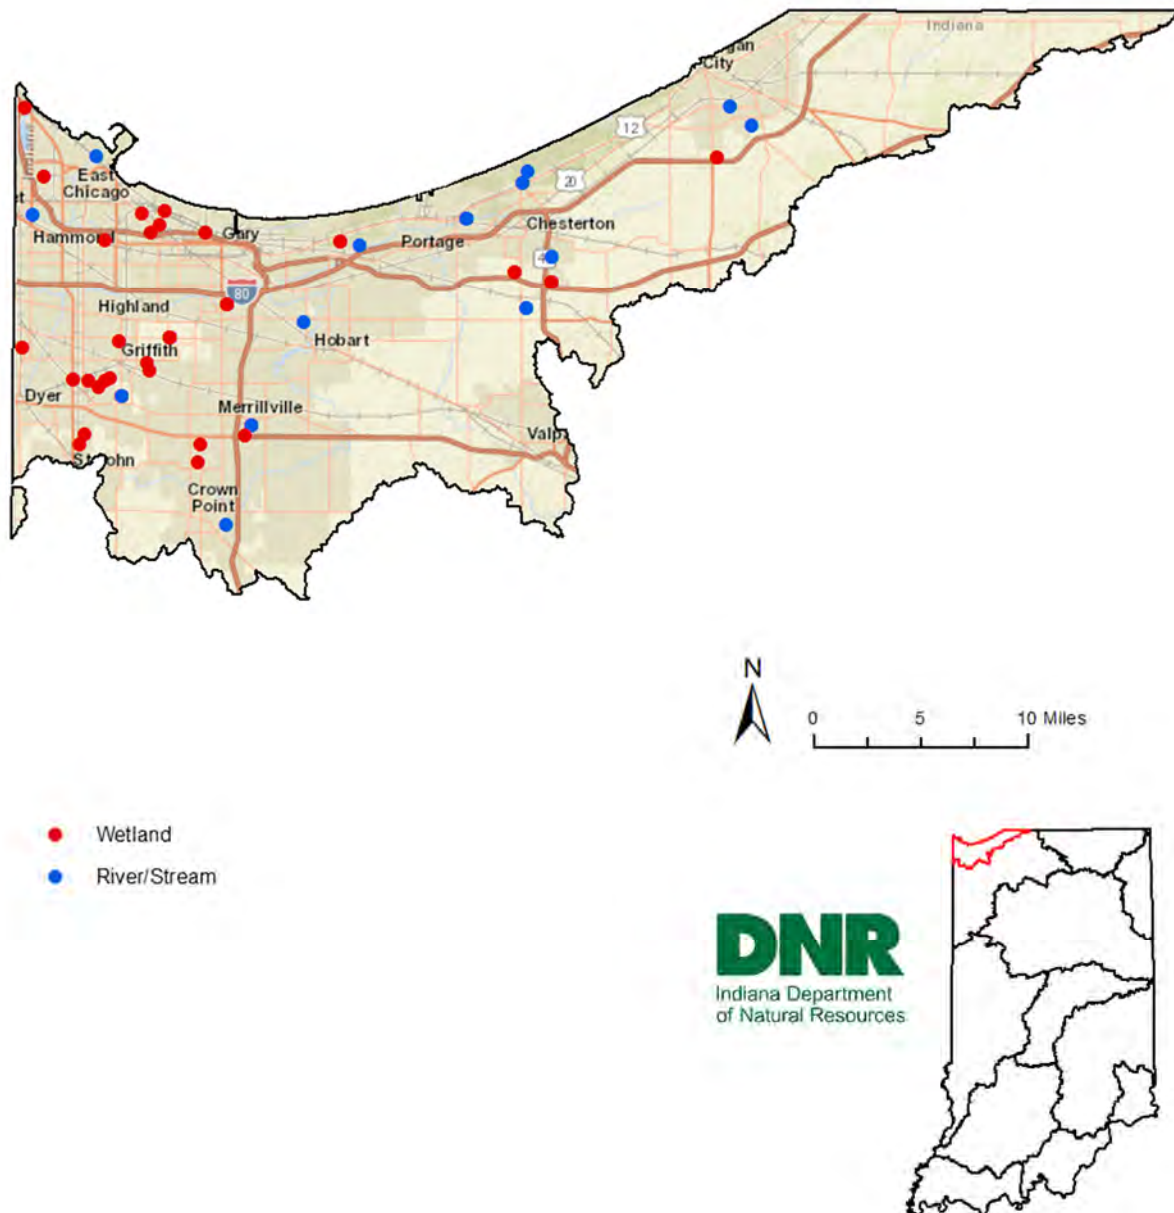 Indiana
City
12
Indiana
East
Chicago
20
Hammond
Gary
Portage
Chesterton
80
Highland
Hobart
Griffith
Dyer
Merrillville
Crown
Point
N
0 5 10 Miles
Wetland
River/Stream
DNR
Indiana Department
of Natural Resources